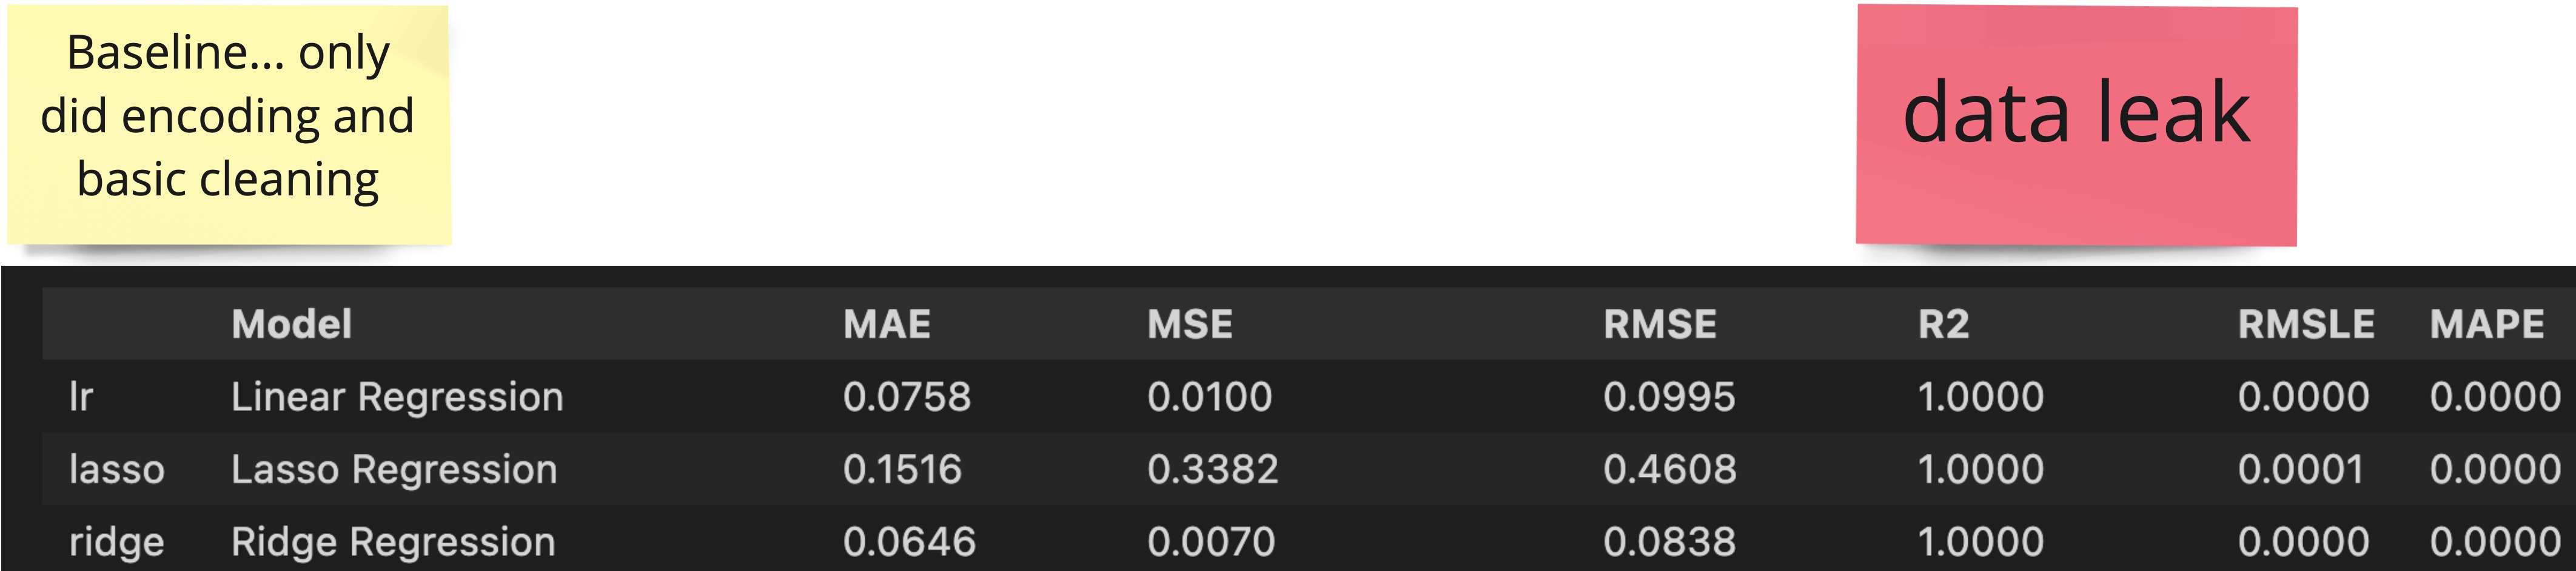 Baseline... only
did encoding and
basic cleaning
data leak
Model MAE MSE RMSE R2 RMSLE MAPE
lr Linear Regression 0.0758 0.0100 0.0995 1.0000 0.0000 0.0000
lasso Lasso Regression 0.1516 0.3382 0.4608 1.0000 0.0001 0.0000
ridge Ridge Regression 0.0646 0.0070 0.0838 1.0000 0.0000 0.0000